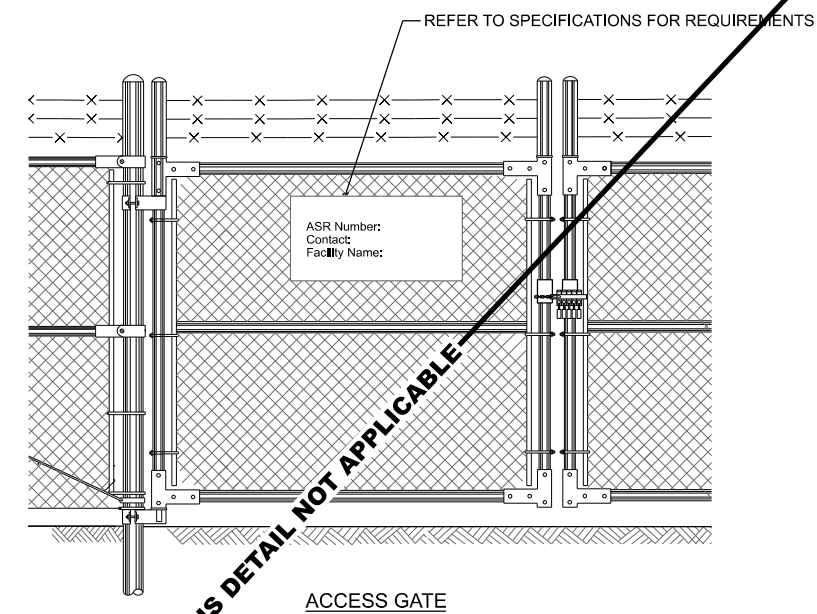 REFER TO SPECIFICATIONS FOR REQUIREMENTS
ASR Number:
Contact:
Facility Name:
DETAIL NOT APPLICABLE
ACCESS GATE